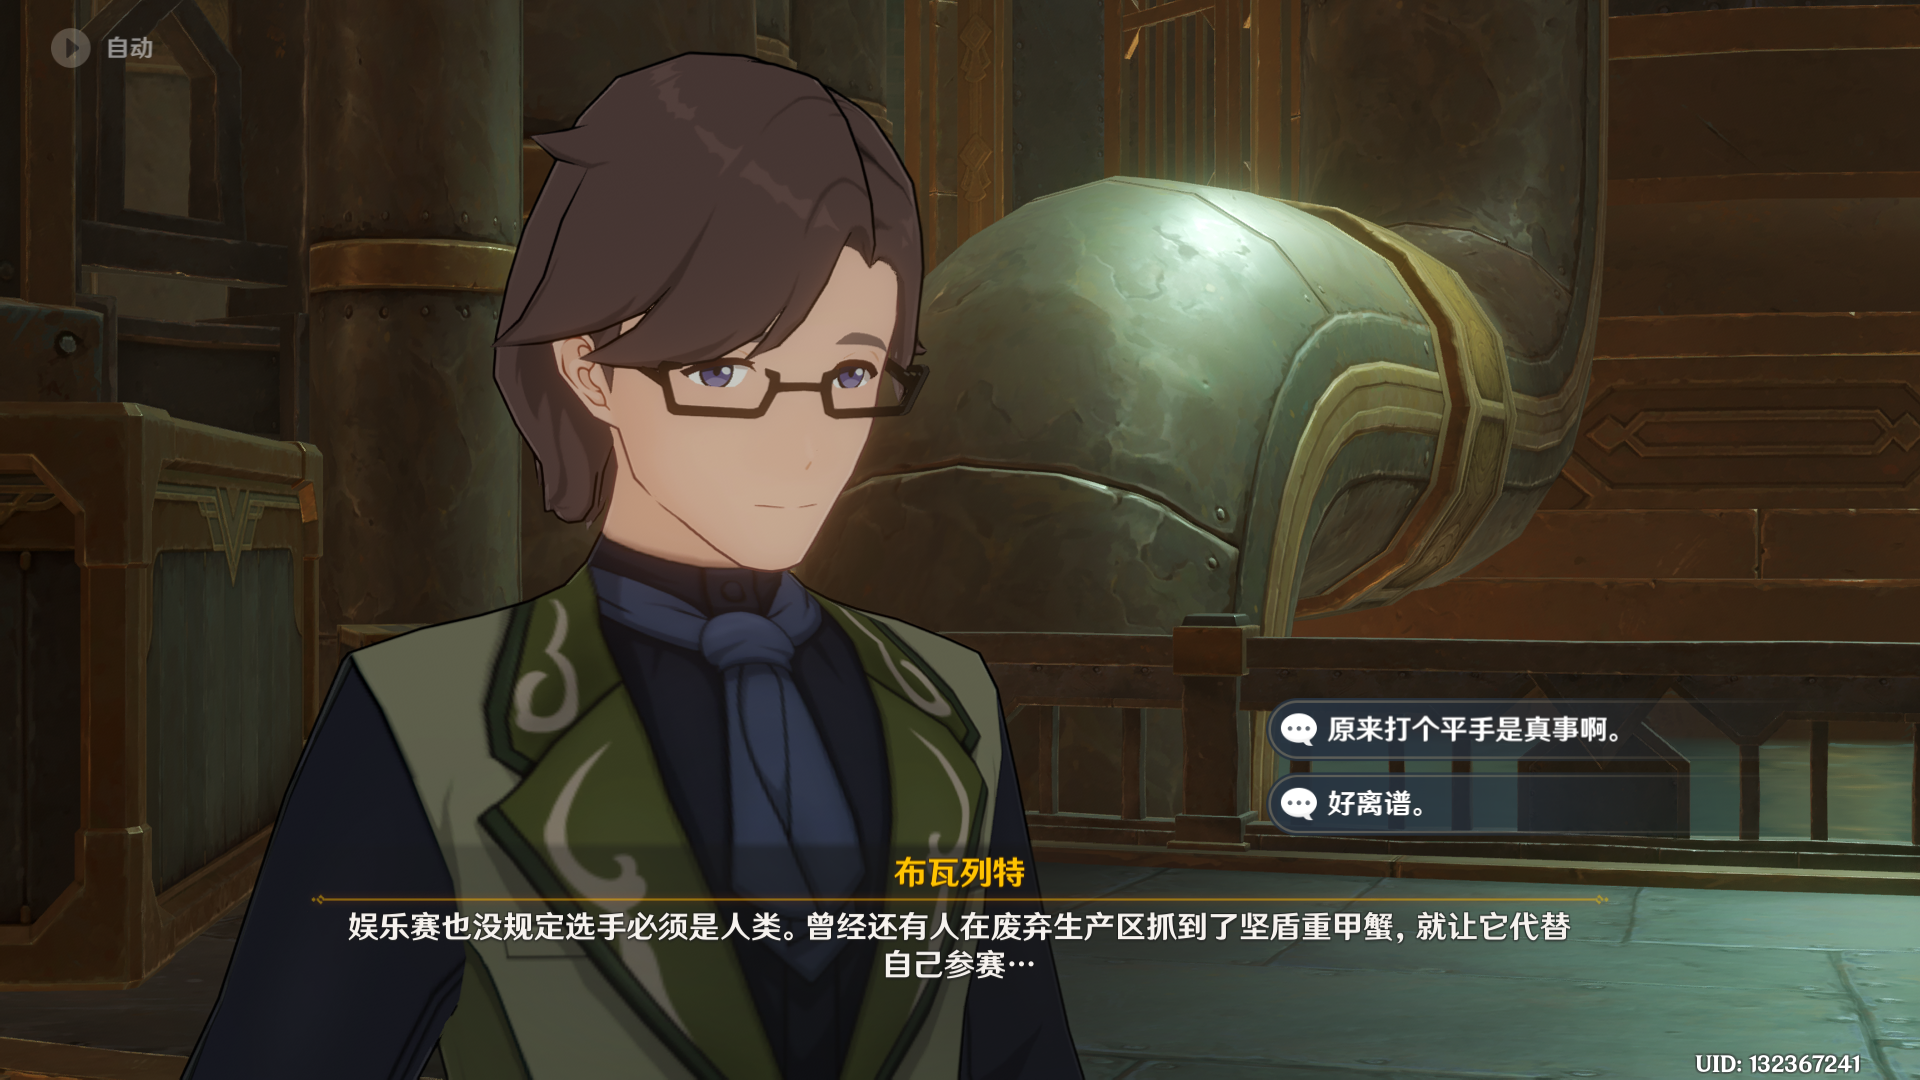 自动
原来打个平手是真事啊。
好离谱。
布瓦列特
娱乐赛也没规定选手必须是人类。曾经还有人在废弃生产区抓到了坚盾重甲蟹，就让它代替
自己参赛…
UID: 132367241